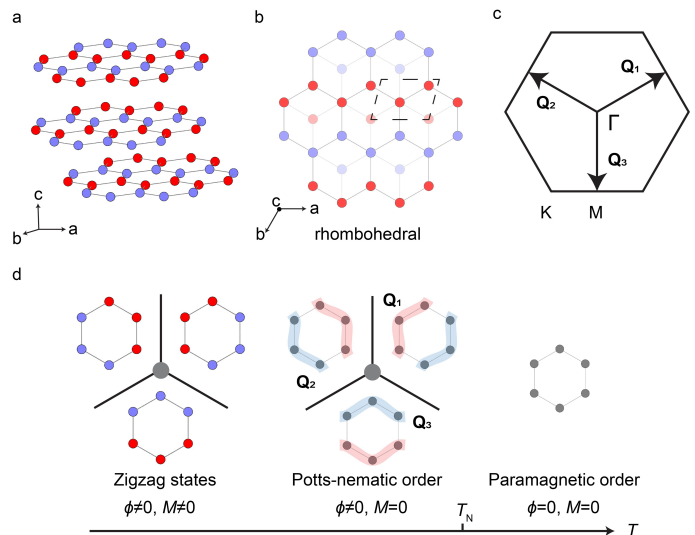 a
b
c
c
b
a
c
a
b
rhombohedral
Q1
Q2
Γ
Q3
K
M
d
Q1
Q2
Q3
Zigzag states
Potts-nematic order
Paramagnetic order
ϕ≠0, M≠0
ϕ≠0, M=0
TN
ϕ=0, M=0
T